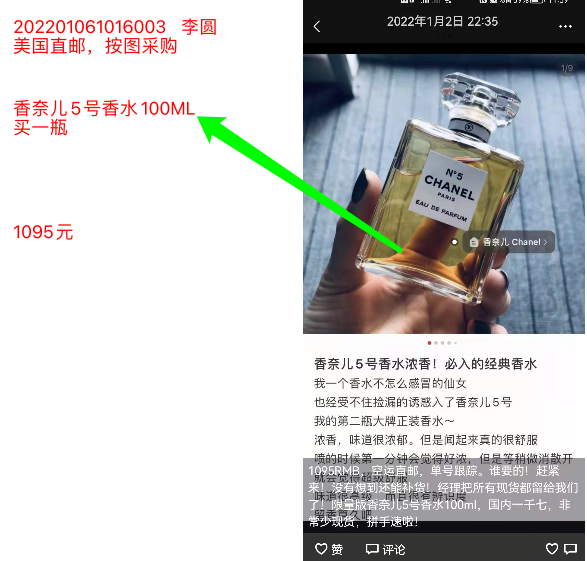 202201061016003 李圆
美国直邮，按图采购
香奈儿5号香水100ML
买一瓶
1095元
2022年1月2日 22:35
1/9
N°5
CHANEL
PARIS
EAU DE PARFUM
香奈儿 Chanel
香奈儿5号香水浓香！必入的经典香水
我一个香水不怎么感冒的仙女
也经受不住捡漏的诱惑入了香奈儿5号
我的第二瓶大牌正装香水～
浓香，味道很浓郁。但是闻起来真的很舒服
喷的时候第一分钟会觉得好浓，但是等稍微消散开
就会觉得超级舒服
1095RMB，空运直邮，单号跟踪。谁要的！赶紧
来！没有想到还能补货！经理把所有现货都留给我们
了！限量版香奈儿5号香水100ml，国内一千七，非
常少现货，拼手速啦！
赞
评论